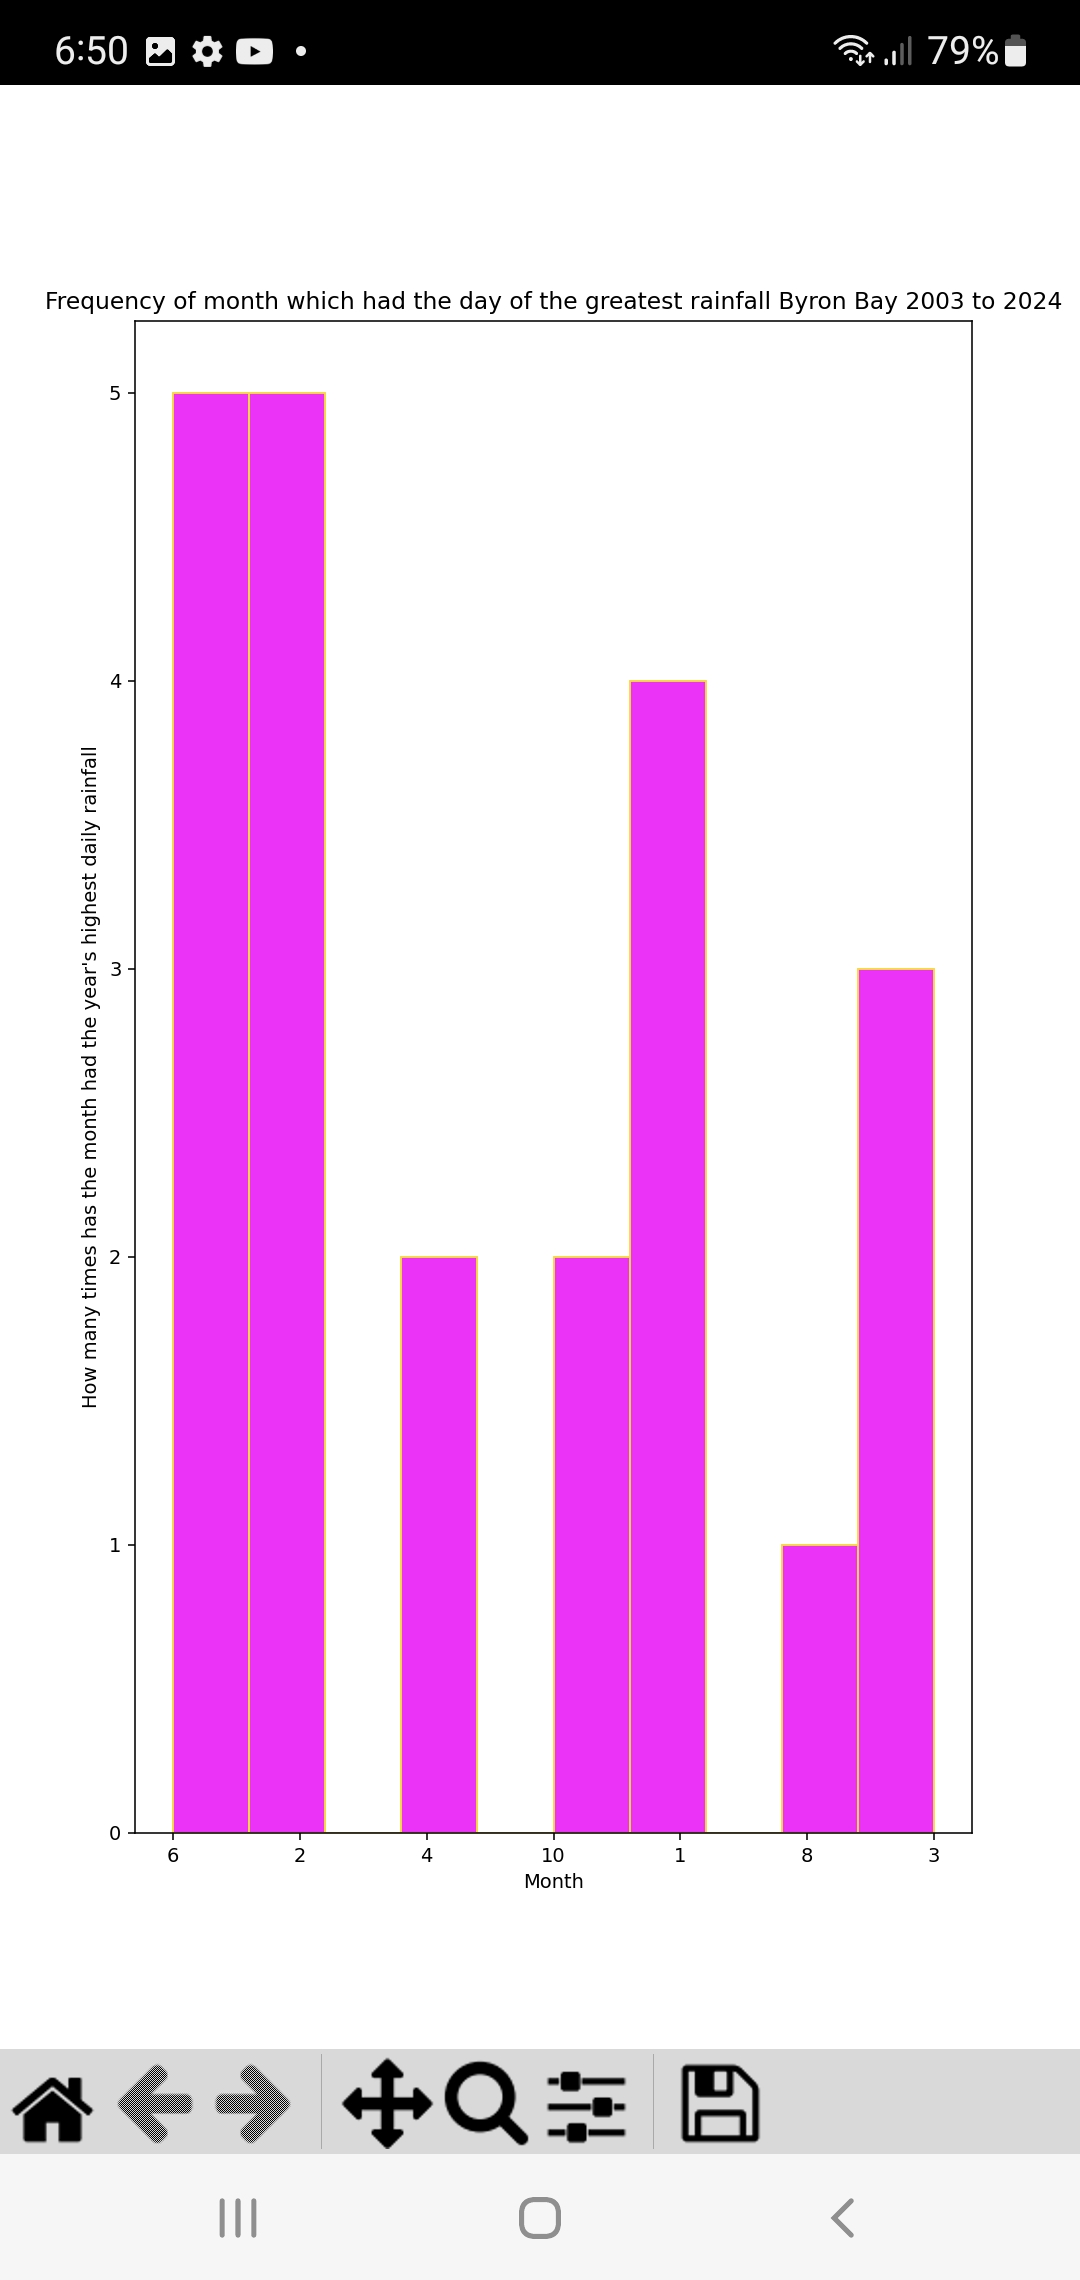 6:50
79%
Frequency of month which had the day of the greatest rainfall Byron Bay 2003 to 2024
How many times has the month had the year's highest daily rainfall
5
4
3
2
1
0
6 2 4 10 1 8 3
Month